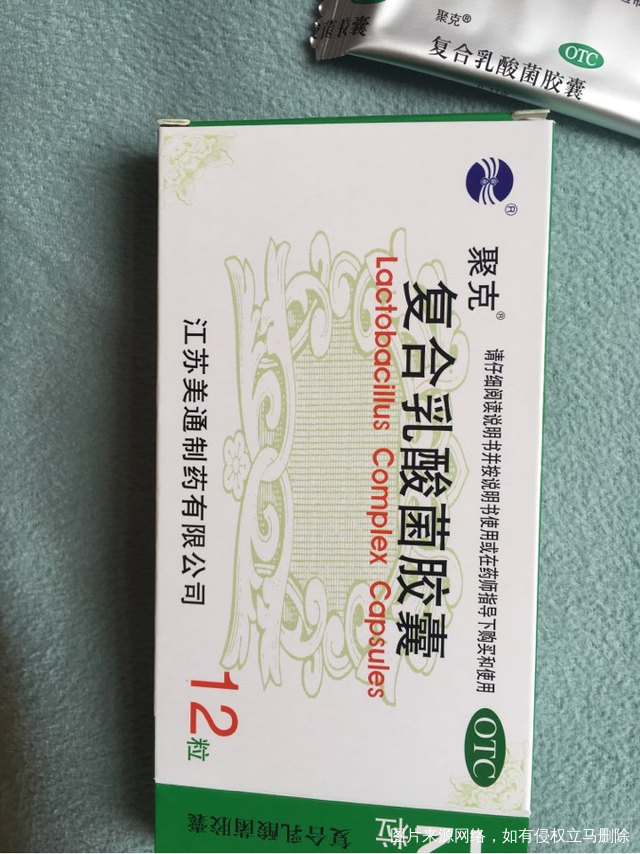 聚克®
复合乳酸菌胶囊
OTC
菌胶囊
聚克®
复合乳酸菌胶囊
Lactobacillus Complex Capsules
请仔细阅读说明书并按说明书使用或在药师指导下购买和使用
OTC
江苏美通制药有限公司
12粒
复合乳酸菌胶囊
粒
图片来源网络，如有侵权立马删除